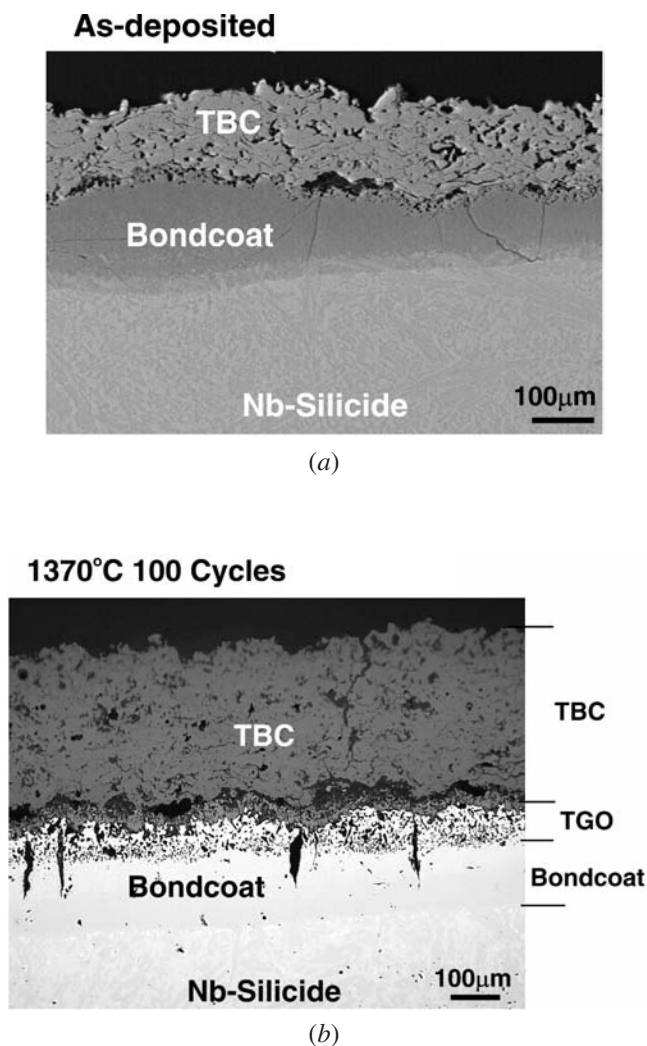 As-deposited
TBC
Bondcoat
Nb-Silicide
100μm
(a)
1370°C 100 Cycles
TBC
TBC
TGO
Bondcoat
Bondcoat
Nb-Silicide
100μm
(b)